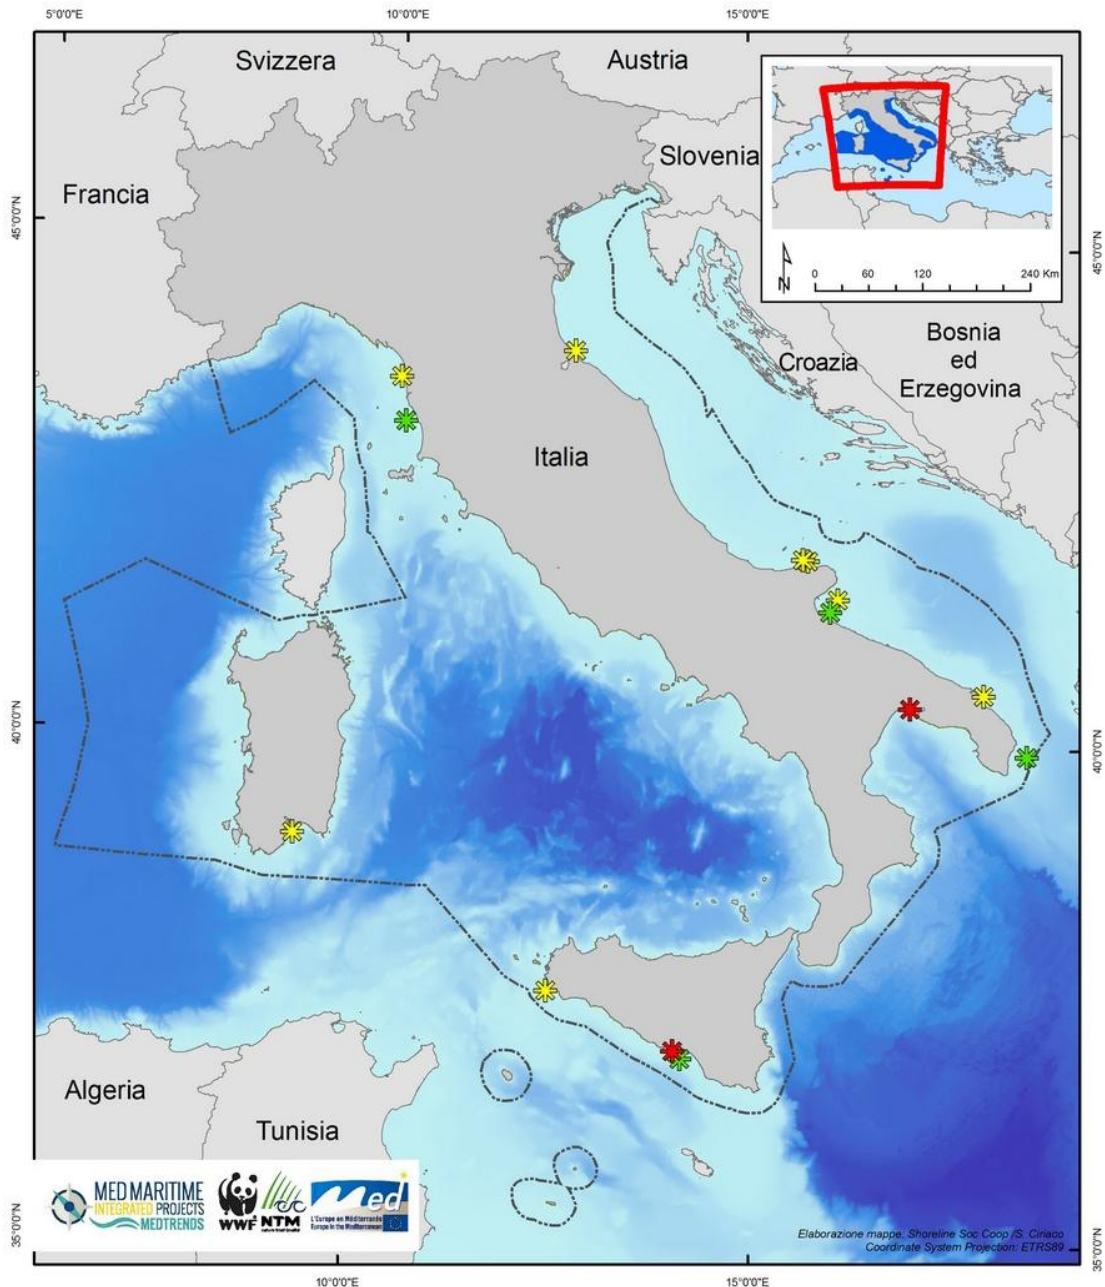 5°0'0"E
10°0'0"E
15°0'0"E
Svizzera
Austria
Slovenia
Francia
45°0'0"N
45°0'0"N
N
0 60 120 240 Km
Bosnia
ed
Erzegovina
Croazia
Italia
40°0'0"N
40°0'0"N
Algeria
Tunisia
MED MARITIME
INTEGRATED PROJECTS
MEDTRENDS
WWF
NTM
Med
L'Europe en Méditerranée
Europe in the Mediterranean
Elaborazione mappe: Shoreline Soc Coop /S. Ciriaco
Coordinate System Projection: ETRS89
35°0'0"N
35°0'0"N
10°0'0"E
15°0'0"E